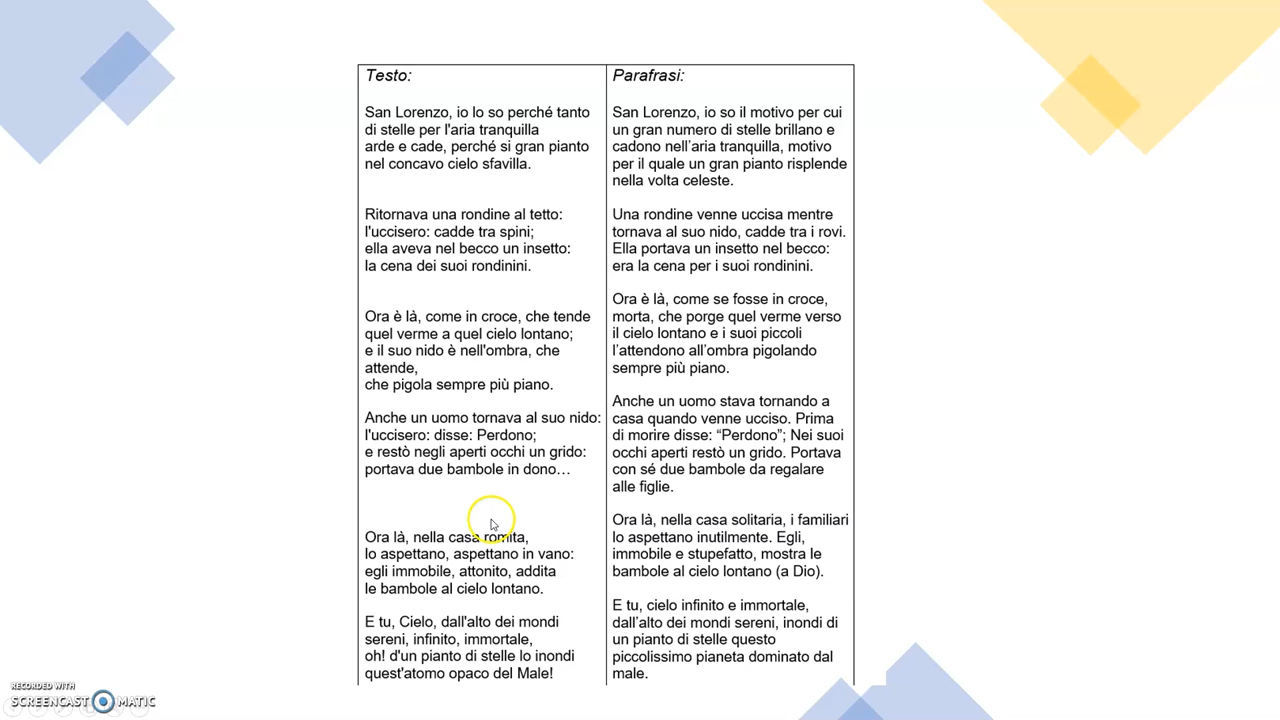 Testo:
San Lorenzo, io lo so perché tanto
di stelle per l'aria tranquilla
arde e cade, perché si gran pianto
nel concavo cielo sfavilla.
Ritornava una rondine al tetto:
l'uccisero: cadde tra spini;
ella aveva nel becco un insetto:
la cena dei suoi rondinini.
Ora è là, come in croce, che tende
quel verme a quel cielo lontano;
e il suo nido è nell'ombra, che
attende,
che pigola sempre più piano.
Anche un uomo tornava al suo nido:
l'uccisero: disse: Perdono;
e restò negli aperti occhi un grido:
portava due bambole in dono…
Ora là, nella casa romita,
lo aspettano, aspettano in vano:
egli immobile, attonito, addita
le bambole al cielo lontano.
E tu, Cielo, dall'alto dei mondi
sereni, infinito, immortale,
oh! d'un pianto di stelle lo inondi
quest'atomo opaco del Male!
Parafrasi:
San Lorenzo, io so il motivo per cui
un gran numero di stelle brillano e
cadono nell’aria tranquilla, motivo
per il quale un gran pianto risplende
nella volta celeste.
Una rondine venne uccisa mentre
tornava al suo nido, cadde tra i rovi.
Ella portava un insetto nel becco:
era la cena per i suoi rondinini.
Ora è là, come se fosse in croce,
morta, che porge quel verme verso
il cielo lontano e i suoi piccoli
l’attendono all’ombra pigolando
sempre più piano.
Anche un uomo stava tornando a
casa quando venne ucciso. Prima
di morire disse: “Perdono”; Nei suoi
occhi aperti restò un grido. Portava
con sé due bambole da regalare
alle figlie.
Ora là, nella casa solitaria, i familiari
lo aspettano inutilmente. Egli,
immobile e stupefatto, mostra le
bambole al cielo lontano (a Dio).
E tu, cielo infinito e immortale,
dall’alto dei mondi sereni, inondi di
un pianto di stelle questo
piccolissimo pianeta dominato dal
male.
RECORDED WITH
SCREENCAST MATIC